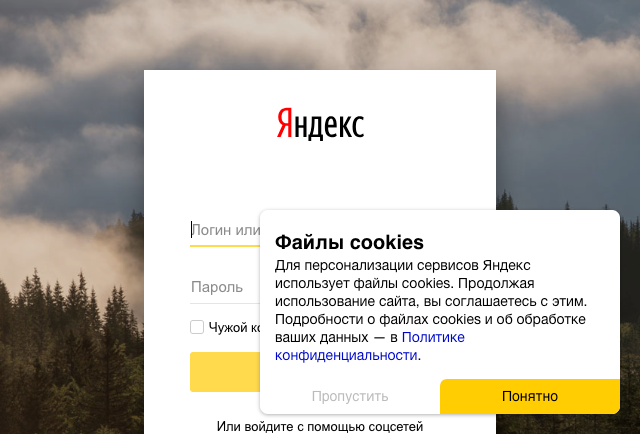 Яндекс
Логин или
Файлы cookies
Для персонализации сервисов Яндекс
использует файлы cookies. Продолжая
использование сайта, вы соглашаетесь с этим.
Подробности о файлах cookies и об обработке
ваших данных — в Политике
конфиденциальности.
Пропустить
Понятно
Пароль
Чужой
Или войдите с помощью соцсетей